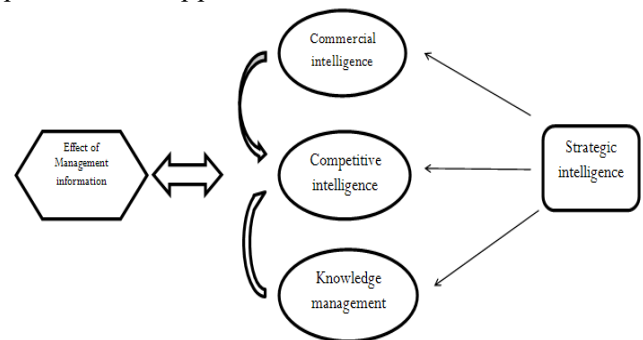 Commercial
intelligence
Effect of
Management
information
Competitive
intelligence
Strategic
intelligence
Knowledge
management